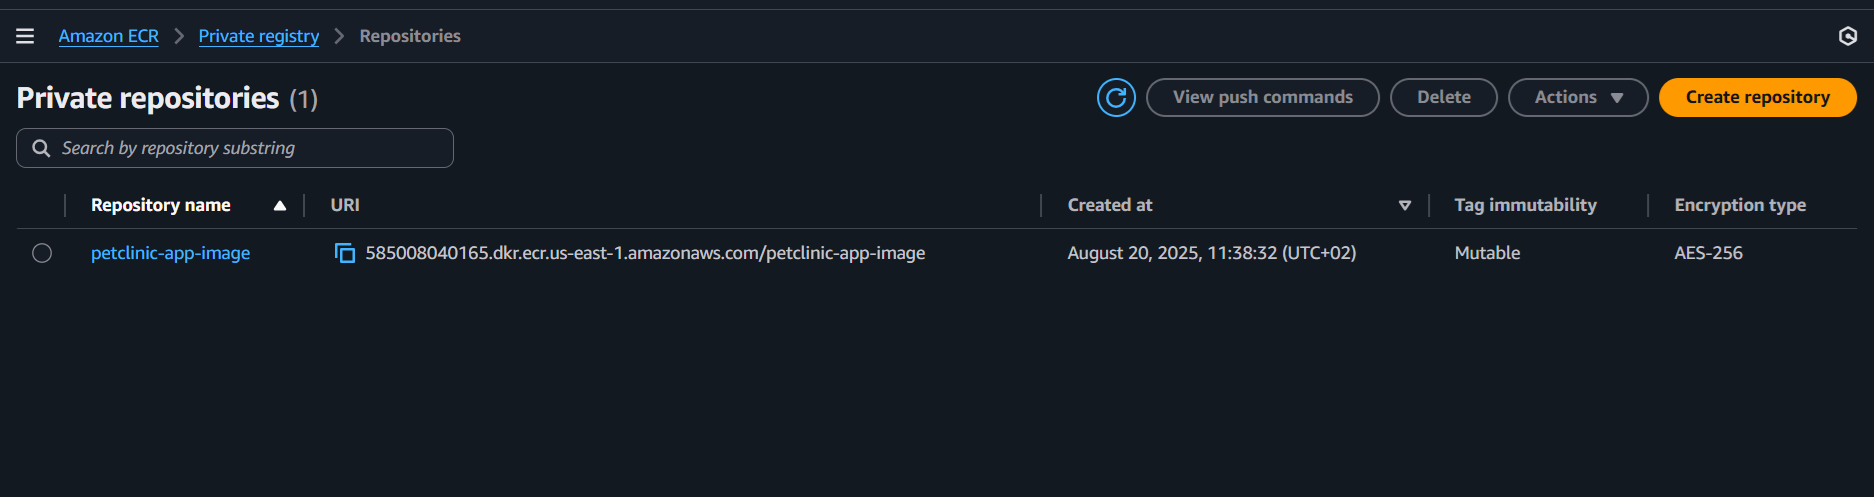 Amazon ECR > Private registry > Repositories
Private repositories (1)
View push commands Delete Actions Create repository
Search by repository substring
Repository name URI Created at Tag immutability Encryption type
petclinic-app-image 585008040165.dkr.ecr.us-east-1.amazonaws.com/petclinic-app-image August 20, 2025, 11:38:32 (UTC+02) Mutable AES-256